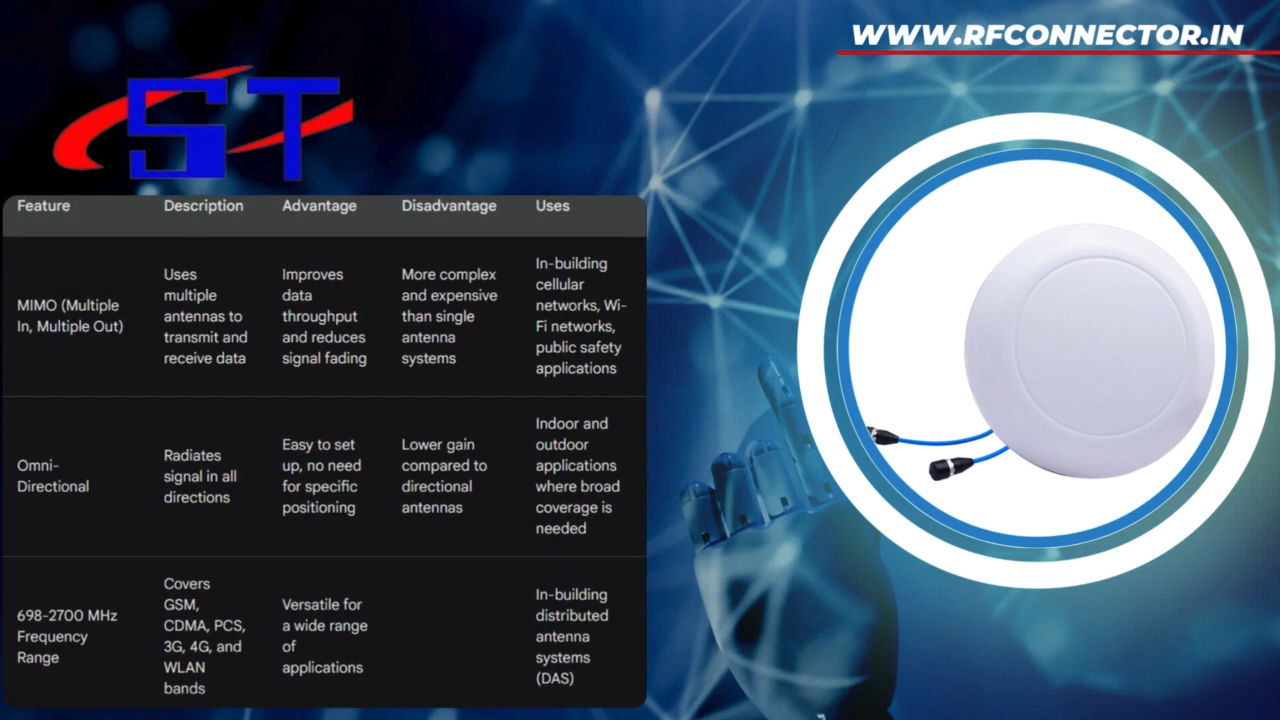 WWW.RFCONNECTOR.IN
ST
Feature Description Advantage Disadvantage Uses
MIMO (Multiple
In, Multiple Out)
Uses
multiple
antennas to
transmit and
receive data
Improves
data
throughput
and reduces
signal fading
More complex
and expensive
than single
antenna
systems
In-building
cellular
networks, Wi-
Fi networks,
public safety
applications
Omni-
Directional
Radiates
signal in all
directions
Easy to set
up, no need
for specific
positioning
Lower gain
compared to
directional
antennas
Indoor and
outdoor
applications
where broad
coverage is
needed
698-2700 MHz
Frequency
Range
Covers
GSM,
CDMA, PCS,
3G, 4G, and
WLAN
bands
Versatile for
a wide range
of
applications
In-building
distributed
antenna
systems
(DAS)